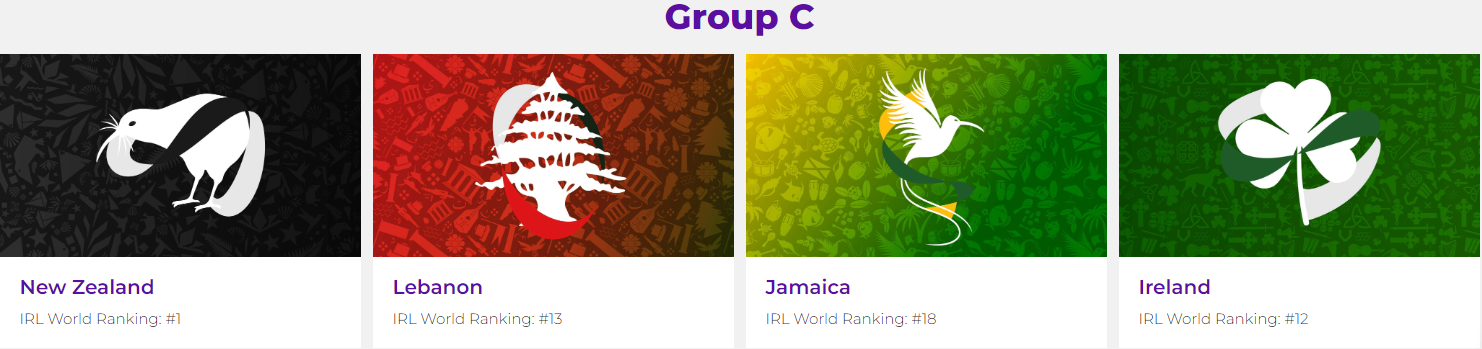 Group C
New Zealand
IRL World Ranking: #1
Lebanon
IRL World Ranking: #13
Jamaica
IRL World Ranking: #18
Ireland
IRL World Ranking: #12